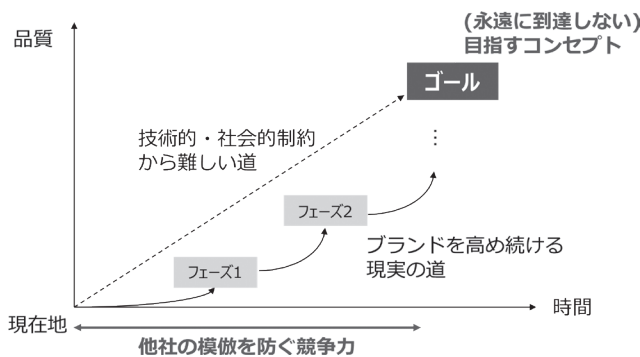 品質
(永遠に到達しない)
目指すコンセプト
ゴール
技術的・社会的制約
から難しい道
⋮
フェーズ2
ブランドを高め続ける
現実の道
フェーズ1
時間
現在地
他社の模倣を防ぐ競争力